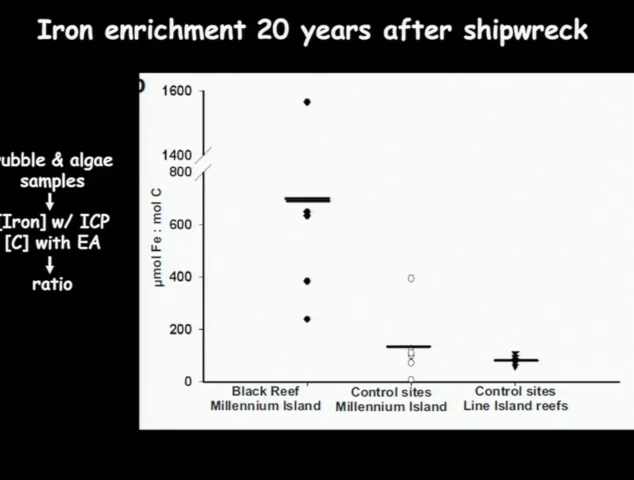 Iron enrichment 20 years after shipwreck
ubble & algae
samples
[Iron] w/ ICP
[C] with EA
ratio
µmol Fe : mol C
1600
1400
800
600
400
200
0
Black Reef
Millennium Island
Control sites
Millennium Island
Control sites
Line Island reefs